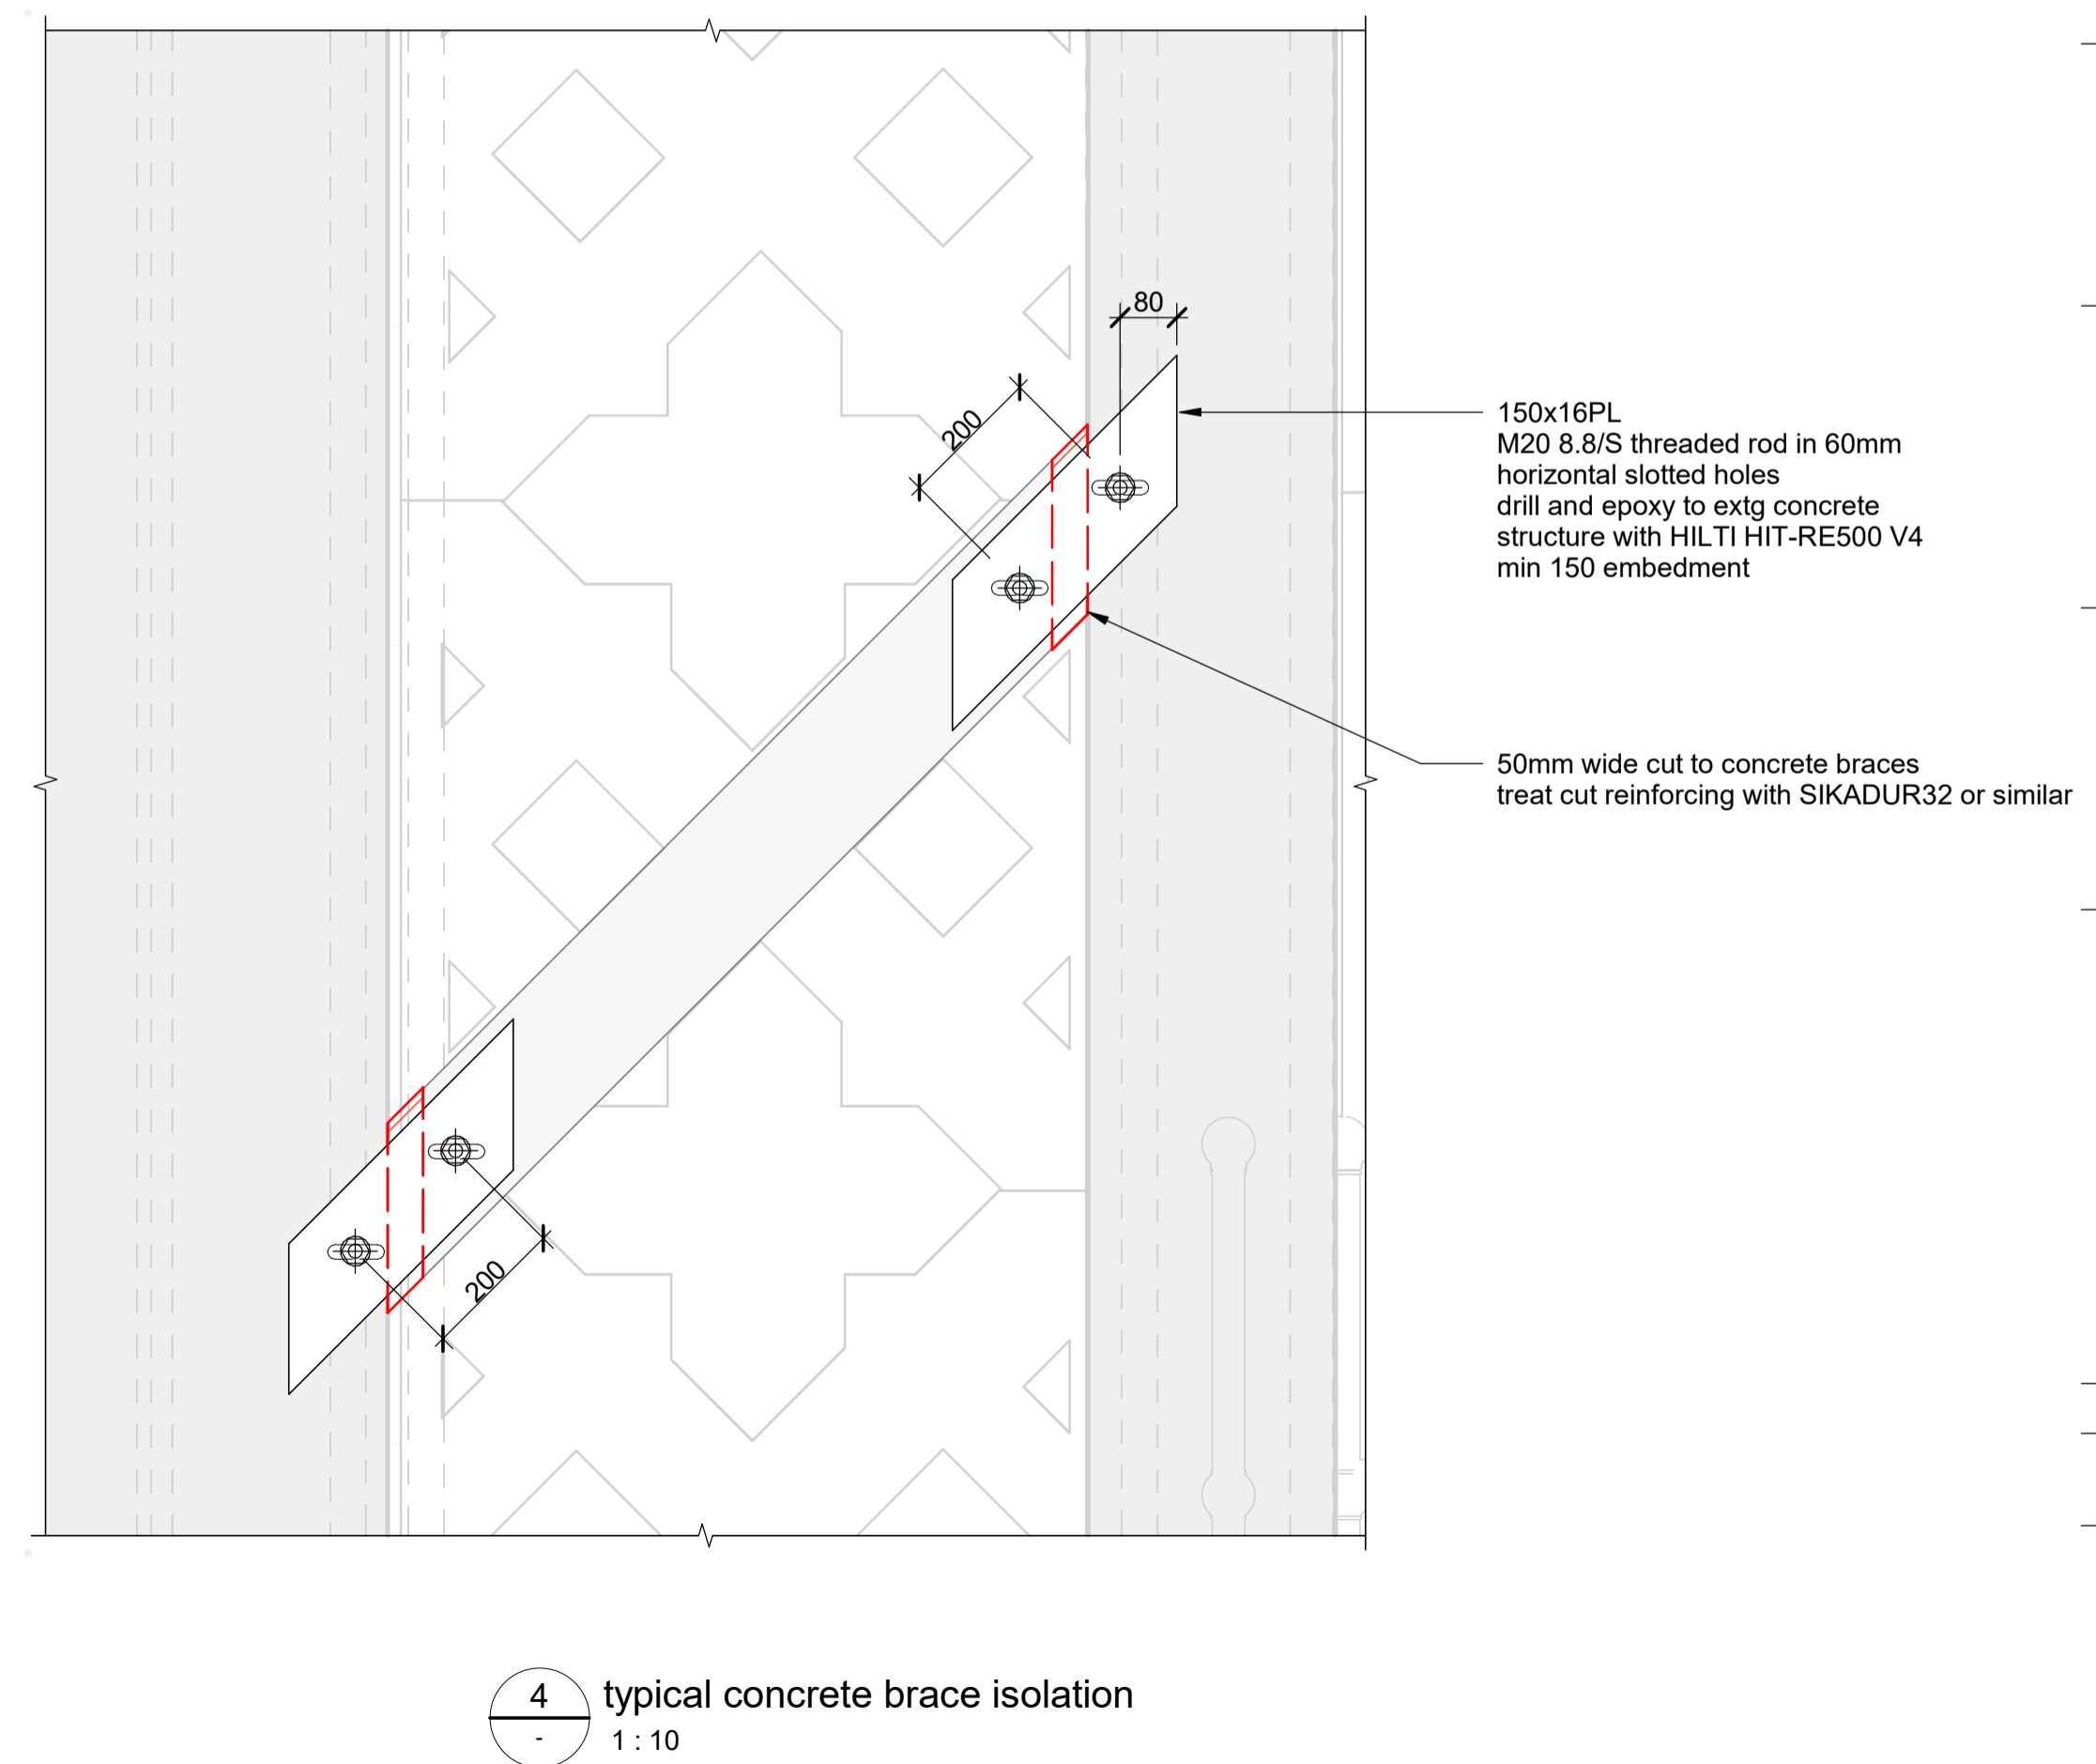 80
200
150x16PL
M20 8.8/S threaded rod in 60mm
horizontal slotted holes
drill and epoxy to extg concrete
structure with HILTI HIT-RE500 V4
min 150 embedment
50mm wide cut to concrete braces
treat cut reinforcing with SIKADUR32 or similar
200
4
-
typical concrete brace isolation
1 : 10